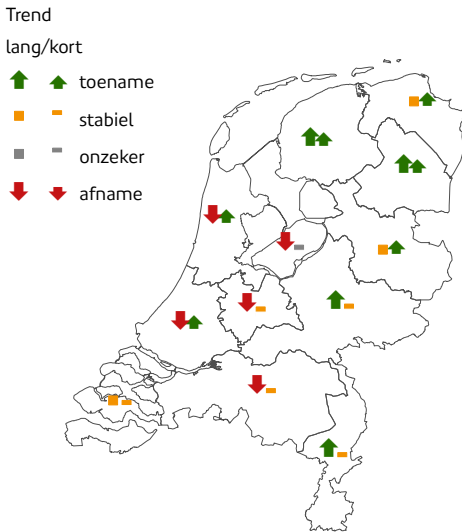 Trend
lang/kort
toename
stabiel
onzeker
afname